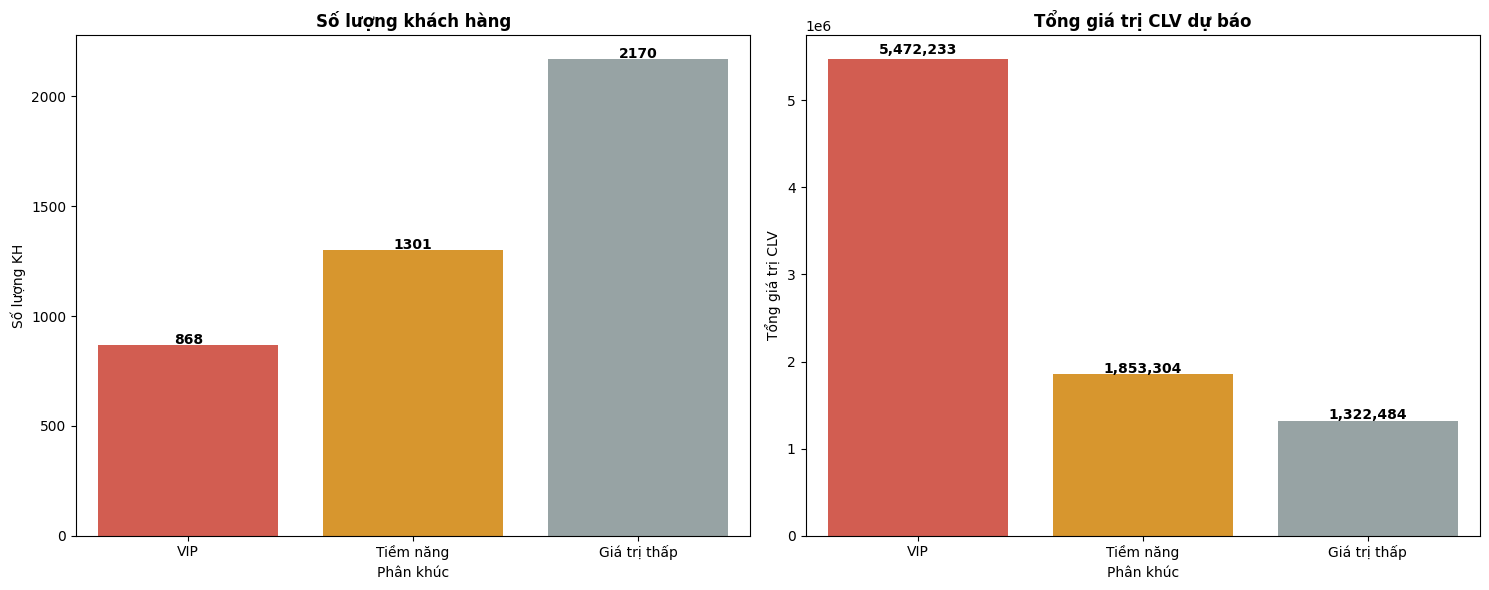 Số lượng khách hàng
2170
2000
1500
1301
1000
868
500
0
Số lượng KH
VIP
Tiềm năng
Giá trị thấp
Phân khúc
Tổng giá trị CLV dự báo
1e6
5,472,233
5
4
3
2
1,853,304
1,322,484
1
0
Tổng giá trị CLV
VIP
Tiềm năng
Giá trị thấp
Phân khúc